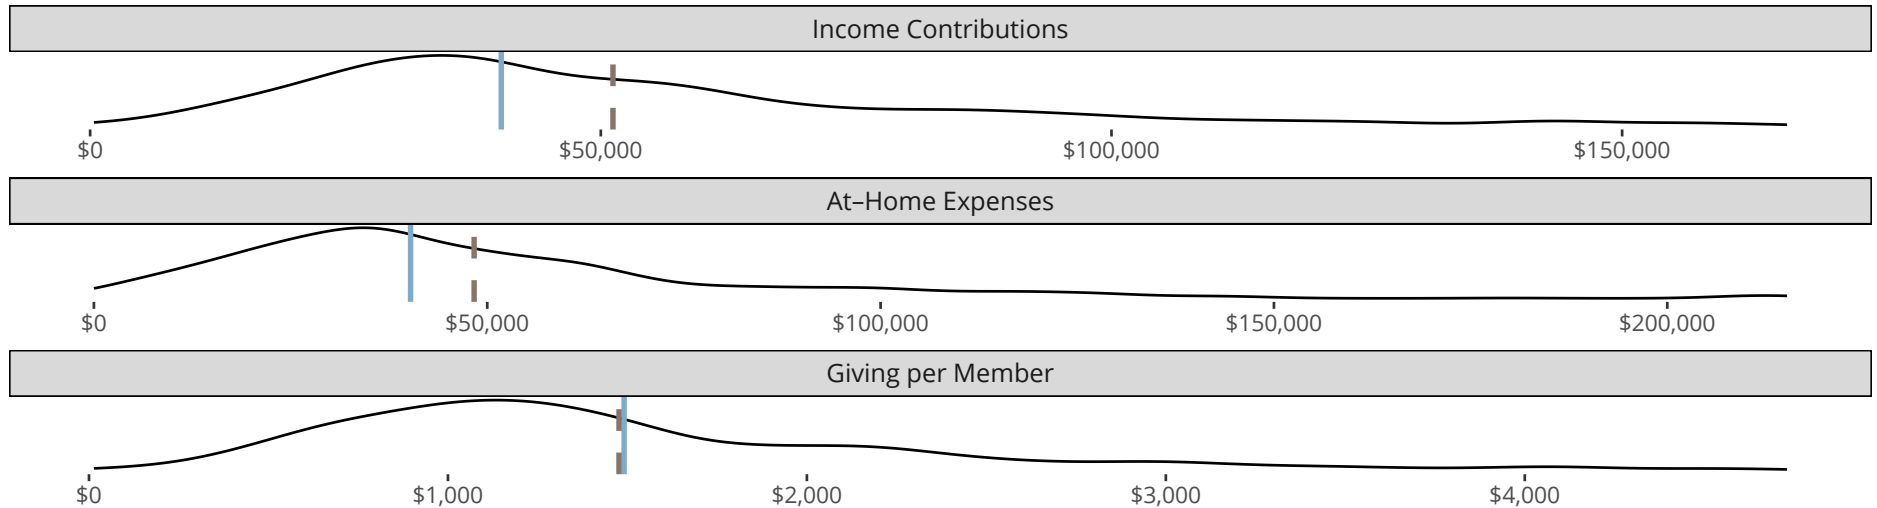 Income Contributions
$0 $50,000 $100,000 $150,000
At–Home Expenses
$0 $50,000 $100,000 $150,000 $200,000
Giving per Member
$0 $1,000 $2,000 $3,000 $4,000